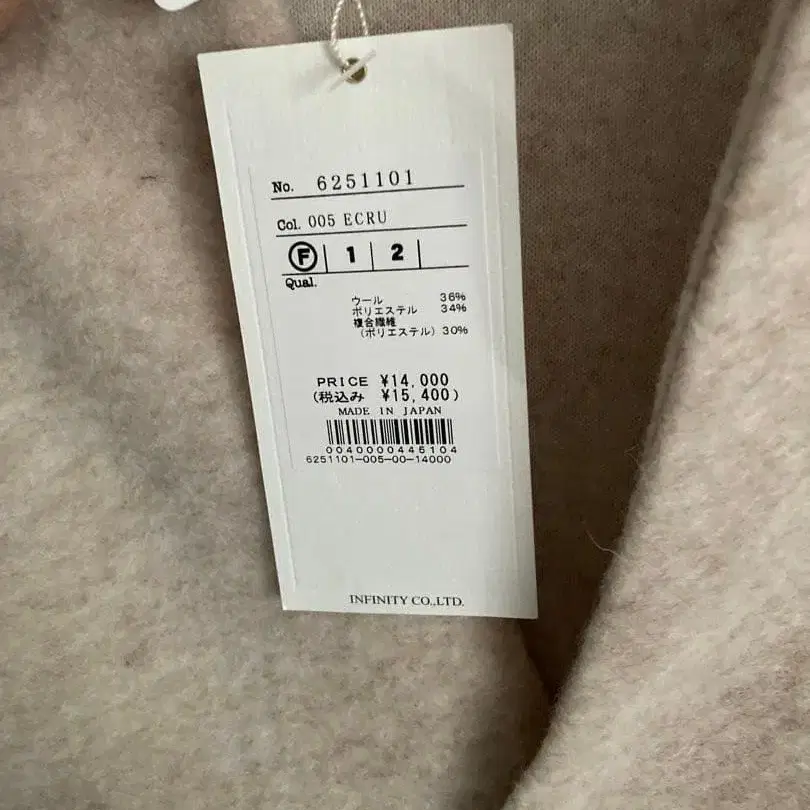 No. 6251101
Col. 005 ECRU
F 1 2
Qual.
ウール 36%
ポリエステル 34%
複合繊維
(ポリエステル) 30%
PRICE ¥14,000
(税込み ¥15,400)
MADE IN JAPAN
0040000445104
6251101-005-00-14000
INFINITY CO.,LTD.